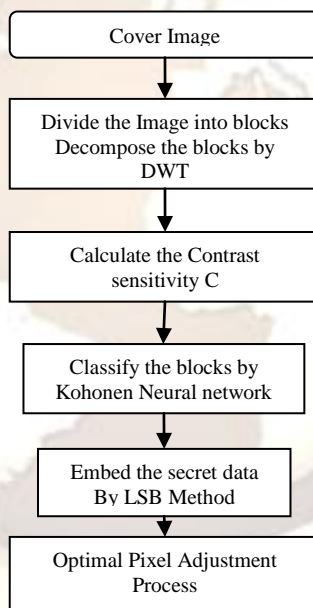 Cover Image
Divide the Image into blocks
Decompose the blocks by
DWT
Calculate the Contrast
sensitivity C
Classify the blocks by
Kohonen Neural network
Embed the secret data
By LSB Method
Optimal Pixel Adjustment
Process